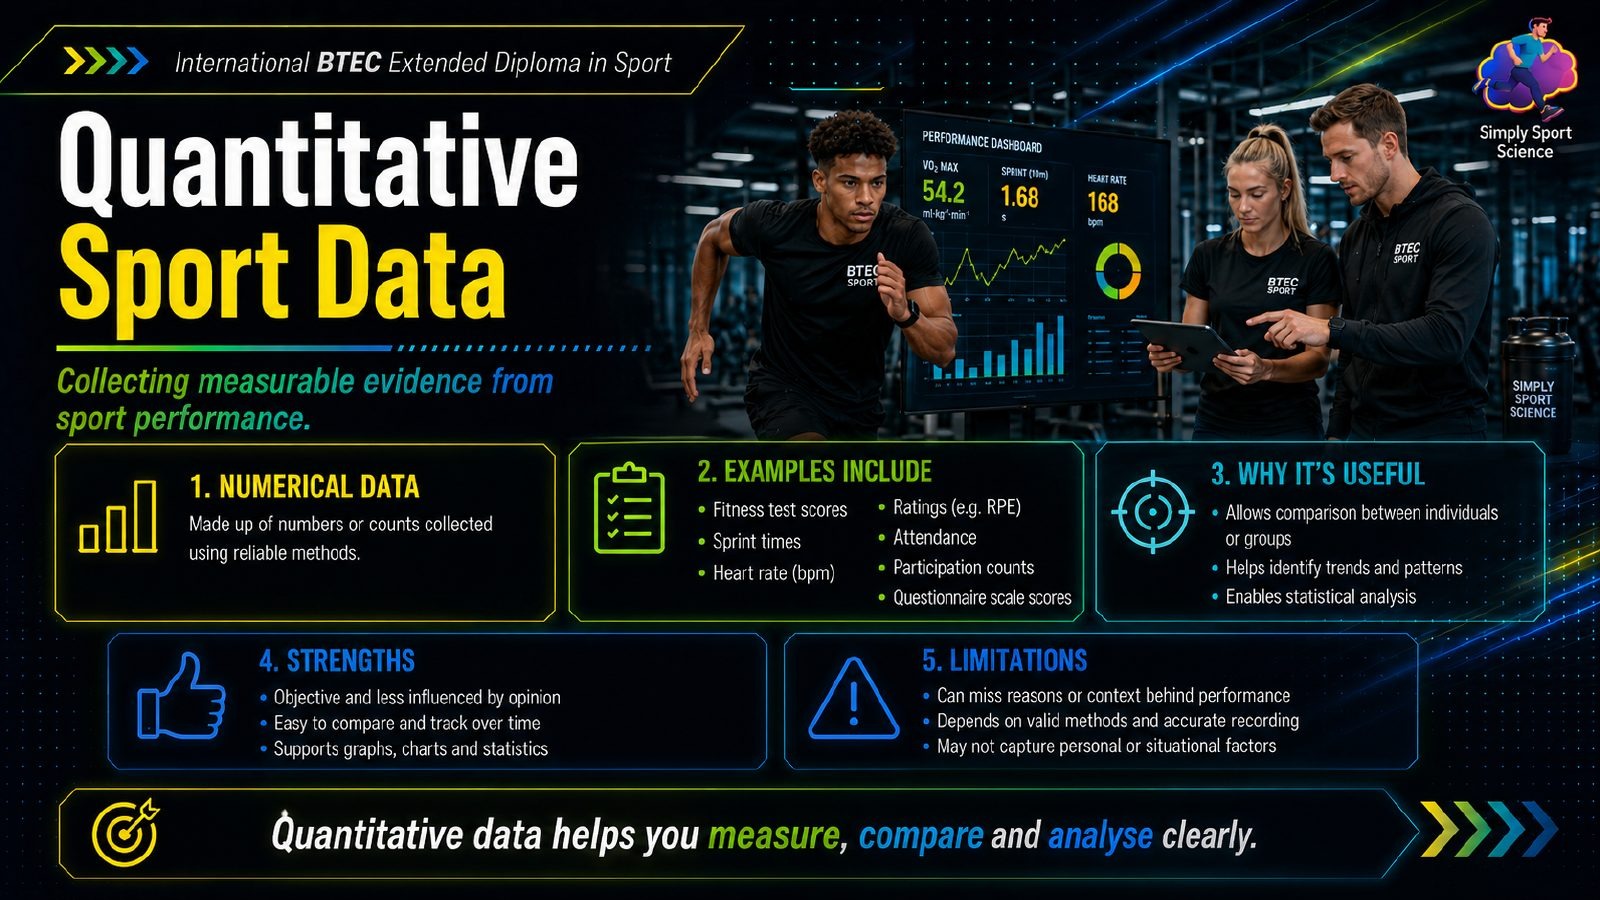 International BTEC Extended Diploma in Sport
Simply Sport
Science
Quantitative
Sport Data
Collecting measurable evidence from
sport performance.
PERFORMANCE DASHBOARD
VO₂ MAX
54.2
ml·kg⁻¹·min⁻¹
SPRINT (10m)
1.68
s
HEART RATE
168
bpm
BTEC
SPORT
BTEC
SPORT
BTEC
SPORT
SIMPLY
SPORT
SCIENCE
1. NUMERICAL DATA
Made up of numbers or counts collected
using reliable methods.
2. EXAMPLES INCLUDE
• Fitness test scores
• Sprint times
• Heart rate (bpm)
• Ratings (e.g. RPE)
• Attendance
• Participation counts
• Questionnaire scale scores
3. WHY IT'S USEFUL
• Allows comparison between individuals
or groups
• Helps identify trends and patterns
• Enables statistical analysis
4. STRENGTHS
• Objective and less influenced by opinion
• Easy to compare and track over time
• Supports graphs, charts and statistics
5. LIMITATIONS
• Can miss reasons or context behind performance
• Depends on valid methods and accurate recording
• May not capture personal or situational factors
Quantitative data helps you measure, compare and analyse clearly.